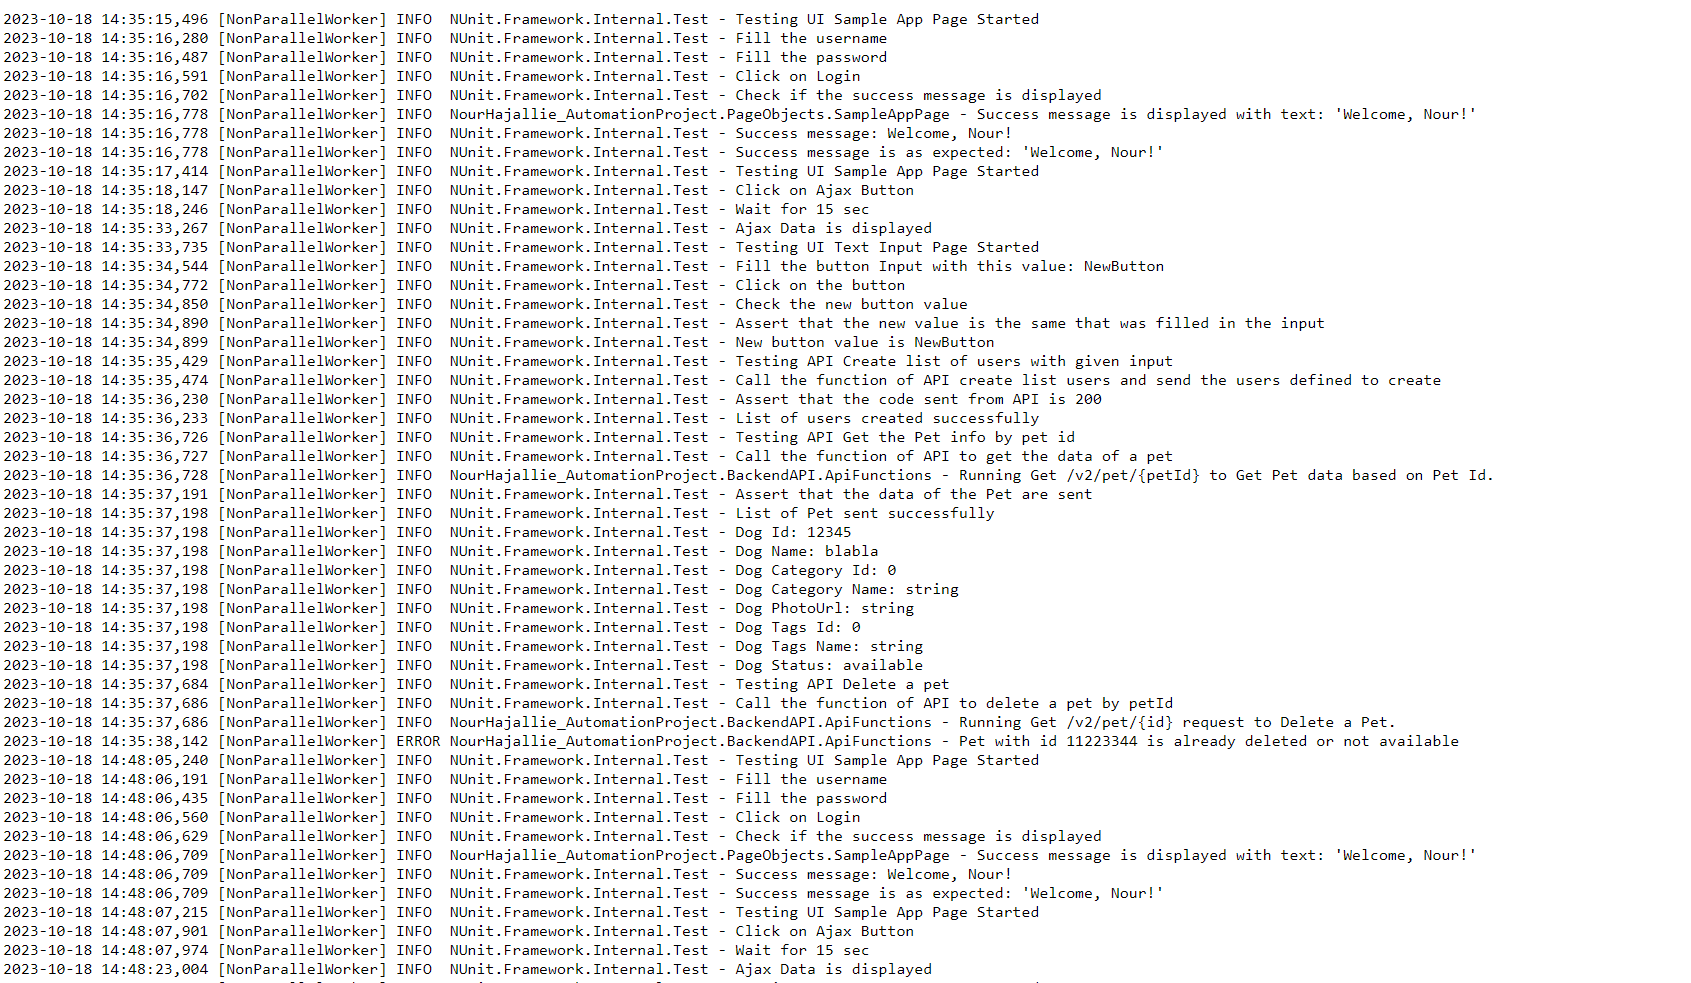 2023-10-18 14:35:15,496 [NonParallelWorker] INFO  NUnit.Framework.Internal.Test - Testing UI Sample App Page Started
2023-10-18 14:35:16,280 [NonParallelWorker] INFO  NUnit.Framework.Internal.Test - Fill the username
2023-10-18 14:35:16,487 [NonParallelWorker] INFO  NUnit.Framework.Internal.Test - Fill the password
2023-10-18 14:35:16,591 [NonParallelWorker] INFO  NUnit.Framework.Internal.Test - Click on Login
2023-10-18 14:35:16,702 [NonParallelWorker] INFO  NUnit.Framework.Internal.Test - Check if the success message is displayed
2023-10-18 14:35:16,778 [NonParallelWorker] INFO  NourHajallie_AutomationProject.PageObjects.SampleAppPage - Success message is displayed with text: 'Welcome, Nour!'
2023-10-18 14:35:16,778 [NonParallelWorker] INFO  NUnit.Framework.Internal.Test - Success message: Welcome, Nour!
2023-10-18 14:35:16,778 [NonParallelWorker] INFO  NUnit.Framework.Internal.Test - Success message is as expected: 'Welcome, Nour!'
2023-10-18 14:35:17,414 [NonParallelWorker] INFO  NUnit.Framework.Internal.Test - Testing UI Sample App Page Started
2023-10-18 14:35:18,147 [NonParallelWorker] INFO  NUnit.Framework.Internal.Test - Click on Ajax Button
2023-10-18 14:35:18,246 [NonParallelWorker] INFO  NUnit.Framework.Internal.Test - Wait for 15 sec
2023-10-18 14:35:33,267 [NonParallelWorker] INFO  NUnit.Framework.Internal.Test - Ajax Data is displayed
2023-10-18 14:35:33,735 [NonParallelWorker] INFO  NUnit.Framework.Internal.Test - Testing UI Text Input Page Started
2023-10-18 14:35:34,544 [NonParallelWorker] INFO  NUnit.Framework.Internal.Test - Fill the button Input with this value: NewButton
2023-10-18 14:35:34,772 [NonParallelWorker] INFO  NUnit.Framework.Internal.Test - Click on the button
2023-10-18 14:35:34,850 [NonParallelWorker] INFO  NUnit.Framework.Internal.Test - Check the new button value
2023-10-18 14:35:34,890 [NonParallelWorker] INFO  NUnit.Framework.Internal.Test - Assert that the new value is the same that was filled in the input
2023-10-18 14:35:34,899 [NonParallelWorker] INFO  NUnit.Framework.Internal.Test - New button value is NewButton
2023-10-18 14:35:35,429 [NonParallelWorker] INFO  NUnit.Framework.Internal.Test - Testing API Create list of users with given input
2023-10-18 14:35:35,474 [NonParallelWorker] INFO  NUnit.Framework.Internal.Test - Call the function of API create list users and send the users defined to create
2023-10-18 14:35:36,230 [NonParallelWorker] INFO  NUnit.Framework.Internal.Test - Assert that the code sent from API is 200
2023-10-18 14:35:36,233 [NonParallelWorker] INFO  NUnit.Framework.Internal.Test - List of users created successfully
2023-10-18 14:35:36,726 [NonParallelWorker] INFO  NUnit.Framework.Internal.Test - Testing API Get the Pet info by pet id
2023-10-18 14:35:36,727 [NonParallelWorker] INFO  NUnit.Framework.Internal.Test - Call the function of API to get the data of a pet
2023-10-18 14:35:36,728 [NonParallelWorker] INFO  NourHajallie_AutomationProject.BackendAPI.ApiFunctions - Running Get /v2/pet/{petId} to Get Pet data based on Pet Id.
2023-10-18 14:35:37,191 [NonParallelWorker] INFO  NUnit.Framework.Internal.Test - Assert that the data of the Pet are sent
2023-10-18 14:35:37,198 [NonParallelWorker] INFO  NUnit.Framework.Internal.Test - List of Pet sent successfully
2023-10-18 14:35:37,198 [NonParallelWorker] INFO  NUnit.Framework.Internal.Test - Dog Id: 12345
2023-10-18 14:35:37,198 [NonParallelWorker] INFO  NUnit.Framework.Internal.Test - Dog Name: blabla
2023-10-18 14:35:37,198 [NonParallelWorker] INFO  NUnit.Framework.Internal.Test - Dog Category Id: 0
2023-10-18 14:35:37,198 [NonParallelWorker] INFO  NUnit.Framework.Internal.Test - Dog Category Name: string
2023-10-18 14:35:37,198 [NonParallelWorker] INFO  NUnit.Framework.Internal.Test - Dog PhotoUrl: string
2023-10-18 14:35:37,198 [NonParallelWorker] INFO  NUnit.Framework.Internal.Test - Dog Tags Id: 0
2023-10-18 14:35:37,198 [NonParallelWorker] INFO  NUnit.Framework.Internal.Test - Dog Tags Name: string
2023-10-18 14:35:37,198 [NonParallelWorker] INFO  NUnit.Framework.Internal.Test - Dog Status: available
2023-10-18 14:35:37,684 [NonParallelWorker] INFO  NUnit.Framework.Internal.Test - Testing API Delete a pet
2023-10-18 14:35:37,686 [NonParallelWorker] INFO  NUnit.Framework.Internal.Test - Call the function of API to delete a pet by petId
2023-10-18 14:35:37,686 [NonParallelWorker] INFO  NourHajallie_AutomationProject.BackendAPI.ApiFunctions - Running Get /v2/pet/{id} request to Delete a Pet.
2023-10-18 14:35:38,142 [NonParallelWorker] ERROR NourHajallie_AutomationProject.BackendAPI.ApiFunctions - Pet with id 11223344 is already deleted or not available
2023-10-18 14:48:05,240 [NonParallelWorker] INFO  NUnit.Framework.Internal.Test - Testing UI Sample App Page Started
2023-10-18 14:48:06,191 [NonParallelWorker] INFO  NUnit.Framework.Internal.Test - Fill the username
2023-10-18 14:48:06,435 [NonParallelWorker] INFO  NUnit.Framework.Internal.Test - Fill the password
2023-10-18 14:48:06,560 [NonParallelWorker] INFO  NUnit.Framework.Internal.Test - Click on Login
2023-10-18 14:48:06,629 [NonParallelWorker] INFO  NUnit.Framework.Internal.Test - Check if the success message is displayed
2023-10-18 14:48:06,709 [NonParallelWorker] INFO  NourHajallie_AutomationProject.PageObjects.SampleAppPage - Success message is displayed with text: 'Welcome, Nour!'
2023-10-18 14:48:06,709 [NonParallelWorker] INFO  NUnit.Framework.Internal.Test - Success message: Welcome, Nour!
2023-10-18 14:48:06,709 [NonParallelWorker] INFO  NUnit.Framework.Internal.Test - Success message is as expected: 'Welcome, Nour!'
2023-10-18 14:48:07,215 [NonParallelWorker] INFO  NUnit.Framework.Internal.Test - Testing UI Sample App Page Started
2023-10-18 14:48:07,901 [NonParallelWorker] INFO  NUnit.Framework.Internal.Test - Click on Ajax Button
2023-10-18 14:48:07,974 [NonParallelWorker] INFO  NUnit.Framework.Internal.Test - Wait for 15 sec
2023-10-18 14:48:23,004 [NonParallelWorker] INFO  NUnit.Framework.Internal.Test - Ajax Data is displayed